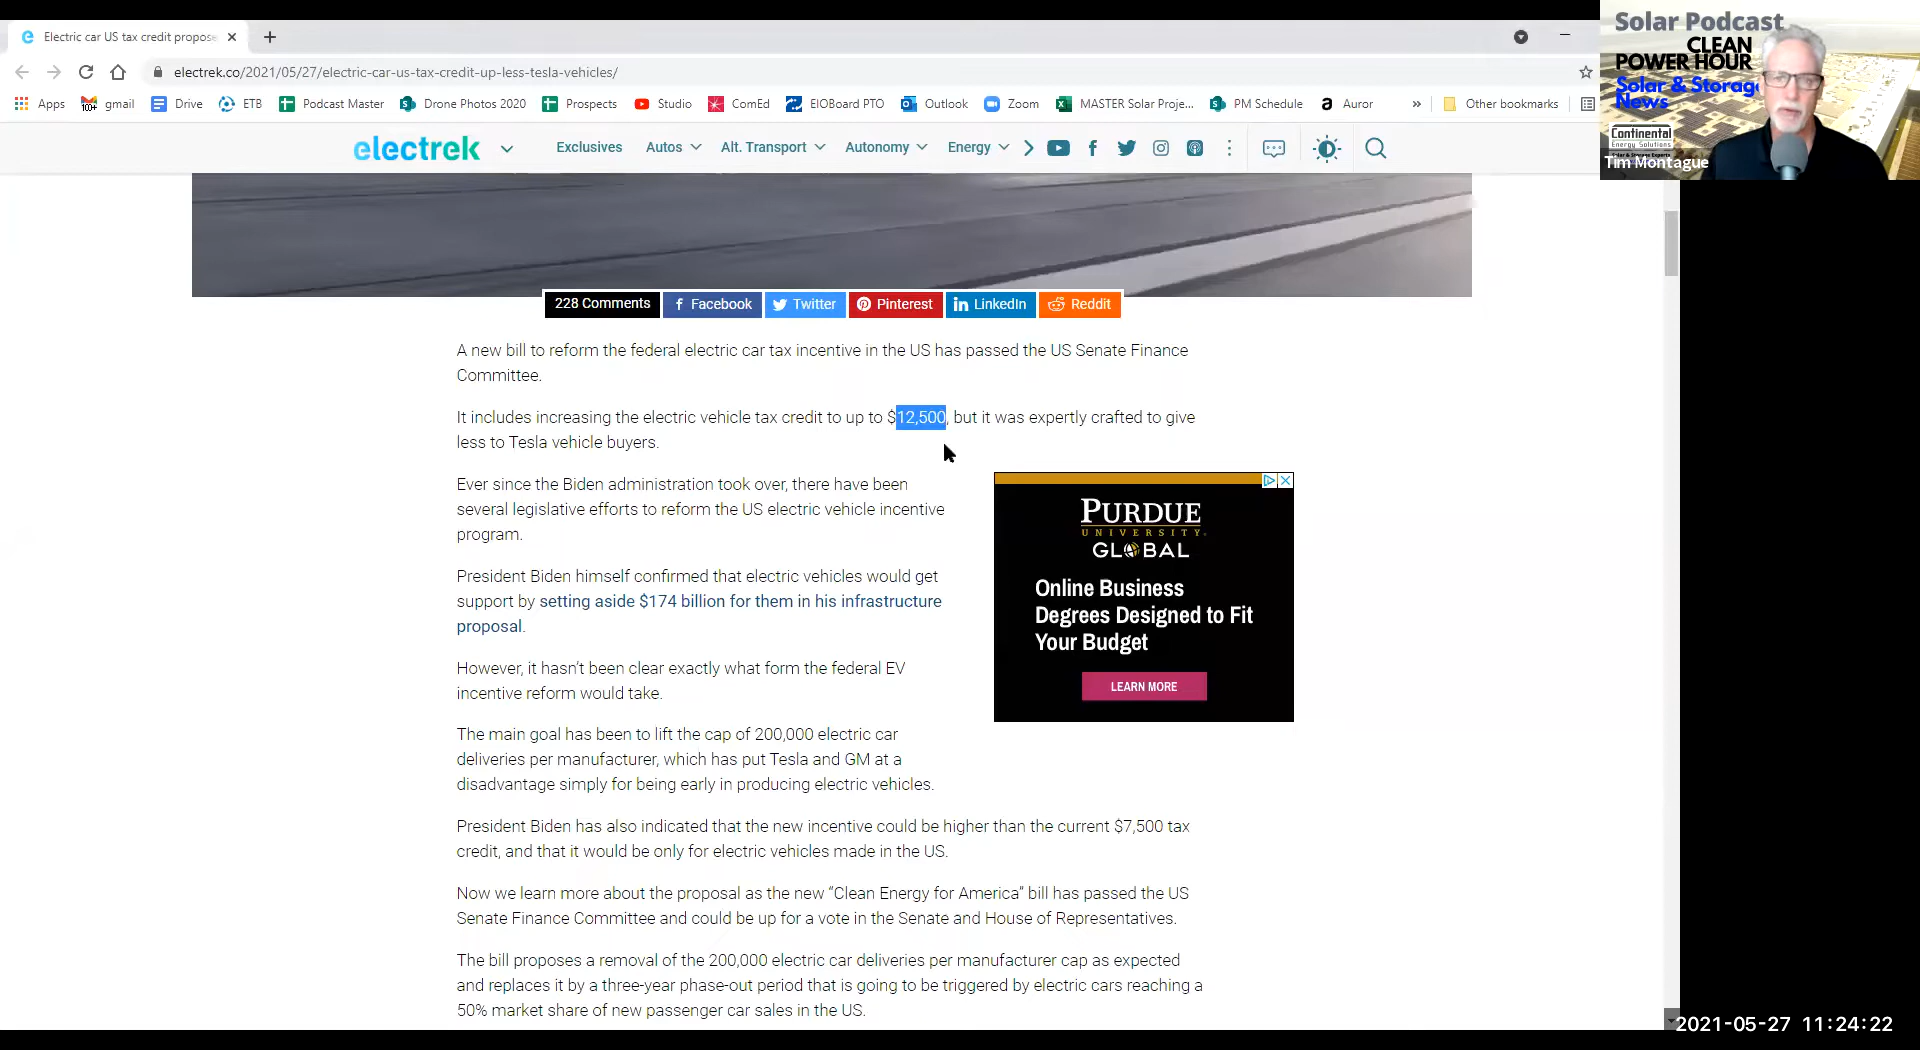 Electric car US tax credit propos
electrek.co/2021/05/27/electric-car-us-tax-credit-up-less-tesla-vehicles/
Apps gmail Drive ETB Podcast Master Drone Photos 2020 Prospects Studio ComEd EIOBoard PTO Outlook Zoom MASTER Solar Proje... PM Schedule Auror » Other bookmarks
electrek Exclusives Autos Alt. Transport Autonomy Energy
Solar Podcast
CLEAN
POWER HOUR
Solar & Storage
News
Continental
Energy Solutions
Tim Montague
228 Comments Facebook Twitter Pinterest LinkedIn Reddit
A new bill to reform the federal electric car tax incentive in the US has passed the US Senate Finance
Committee.
It includes increasing the electric vehicle tax credit to up to $12,500, but it was expertly crafted to give
less to Tesla vehicle buyers.
Ever since the Biden administration took over, there have been
several legislative efforts to reform the US electric vehicle incentive
program.
President Biden himself confirmed that electric vehicles would get
support by setting aside $174 billion for them in his infrastructure
proposal.
However, it hasn’t been clear exactly what form the federal EV
incentive reform would take.
The main goal has been to lift the cap of 200,000 electric car
deliveries per manufacturer, which has put Tesla and GM at a
disadvantage simply for being early in producing electric vehicles.
PURDUE
UNIVERSITY
GLOBAL
Online Business
Degrees Designed to Fit
Your Budget
LEARN MORE
President Biden has also indicated that the new incentive could be higher than the current $7,500 tax
credit, and that it would be only for electric vehicles made in the US.
Now we learn more about the proposal as the new “Clean Energy for America” bill has passed the US
Senate Finance Committee and could be up for a vote in the Senate and House of Representatives.
The bill proposes a removal of the 200,000 electric car deliveries per manufacturer cap as expected
and replaces it by a three-year phase-out period that is going to be triggered by electric cars reaching a
50% market share of new passenger car sales in the US.
2021-05-27 11:24:22